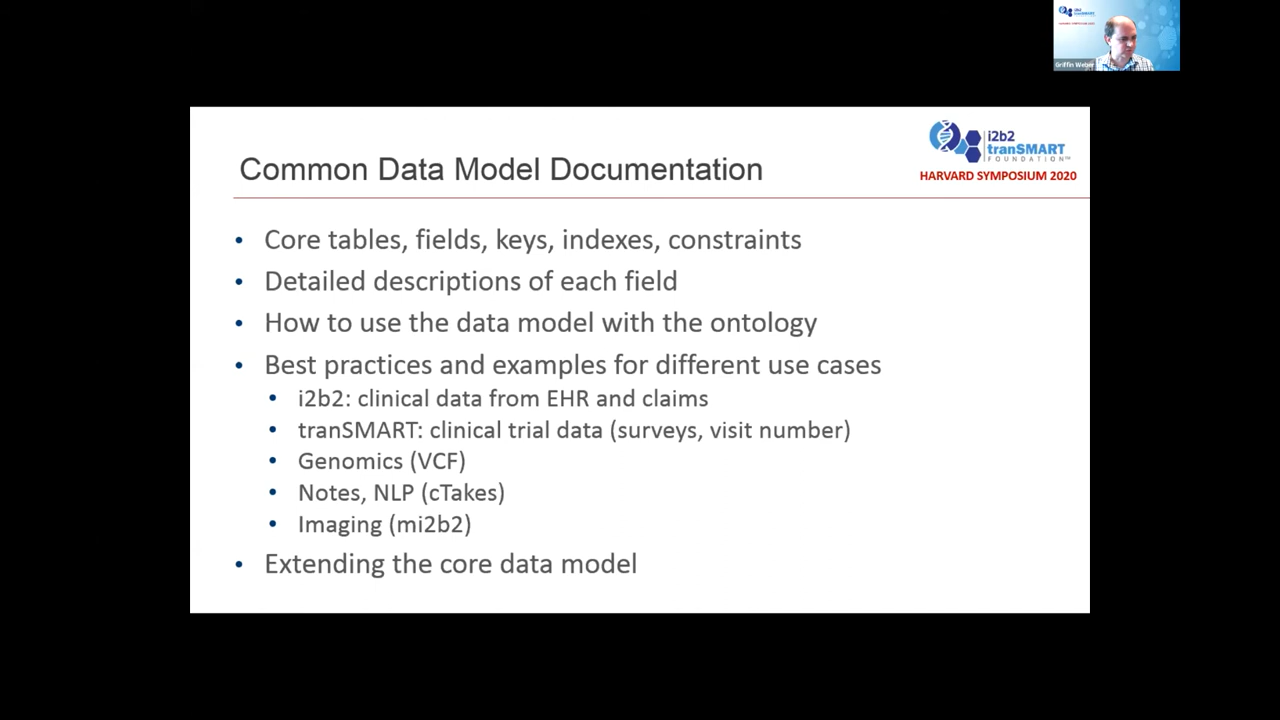 Griffin Weber
i2b2
tranSMART
FOUNDATION™
HARVARD SYMPOSIUM 2020
Common Data Model Documentation
• Core tables, fields, keys, indexes, constraints
• Detailed descriptions of each field
• How to use the data model with the ontology
• Best practices and examples for different use cases
• i2b2: clinical data from EHR and claims
• tranSMART: clinical trial data (surveys, visit number)
• Genomics (VCF)
• Notes, NLP (cTakes)
• Imaging (mi2b2)
• Extending the core data model